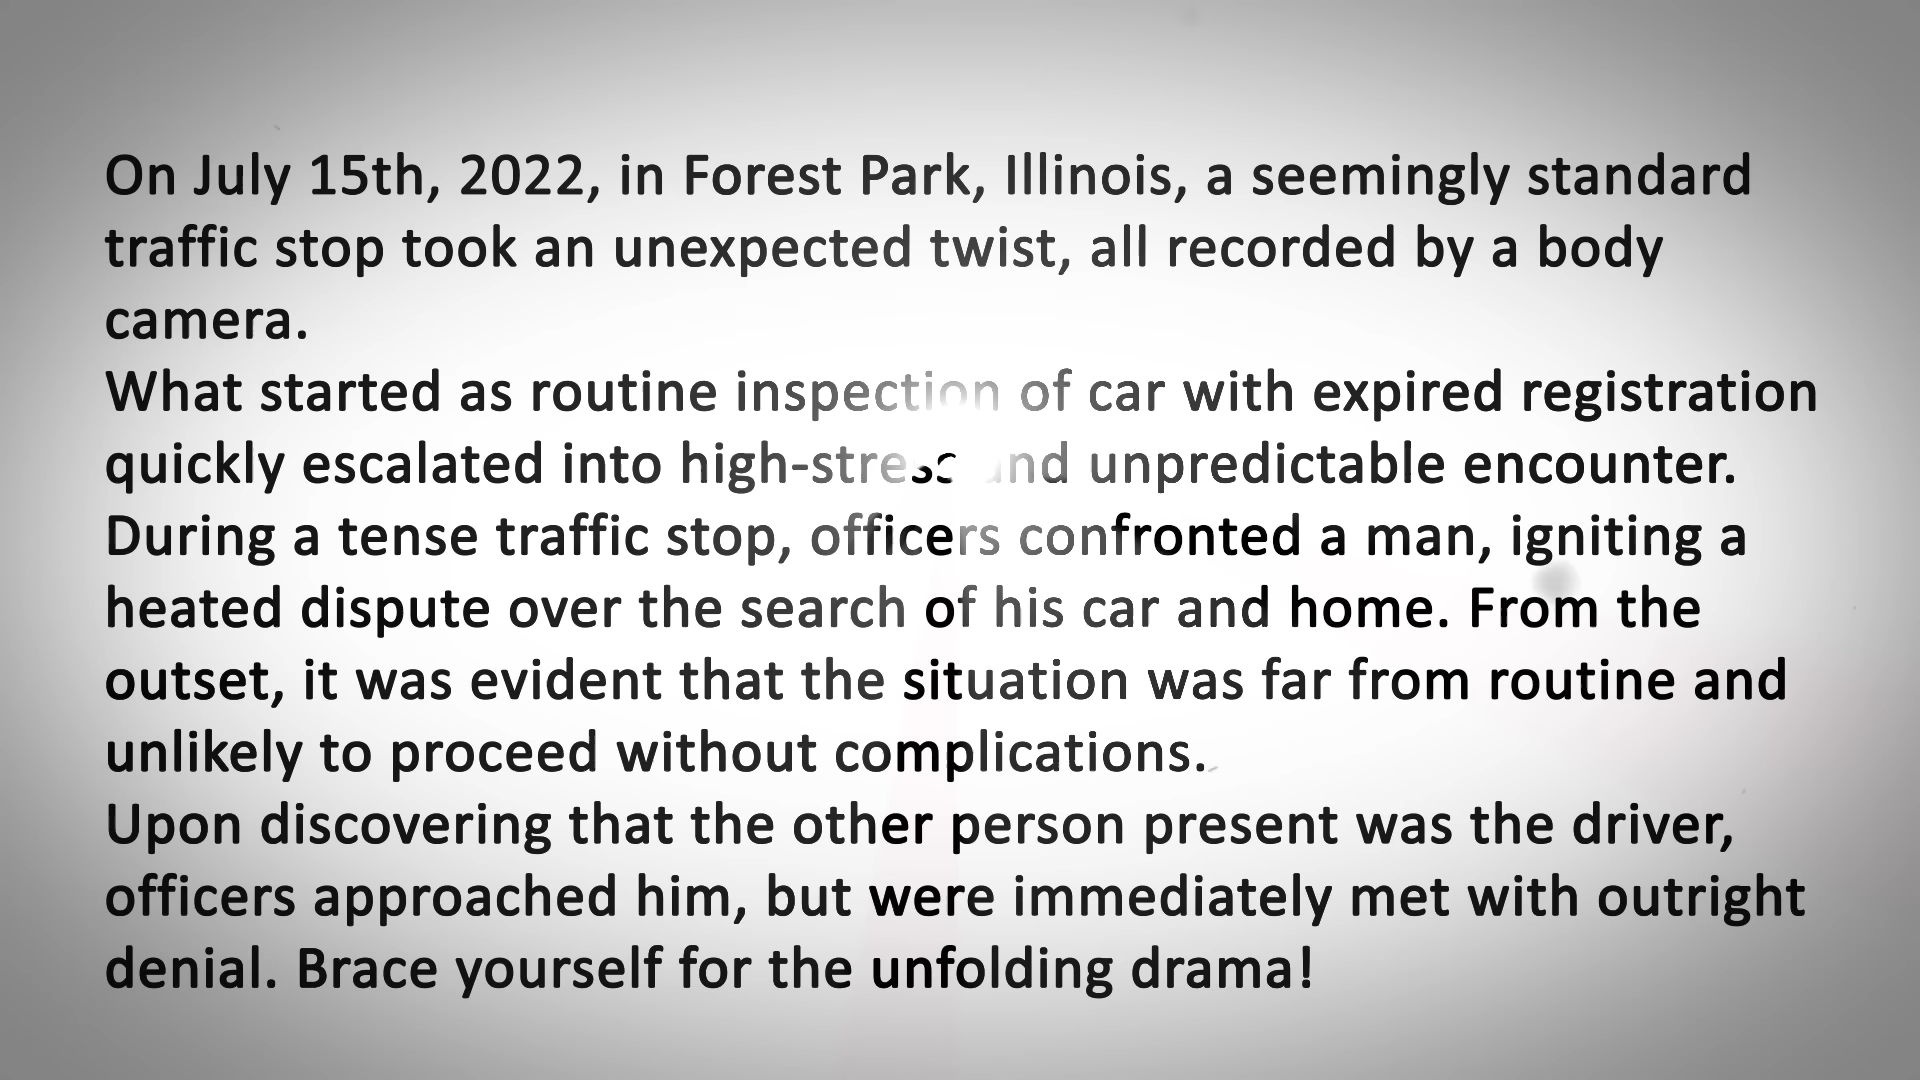 On July 15th, 2022, in Forest Park, Illinois, a seemingly standard
traffic stop took an unexpected twist, all recorded by a body
camera.
What started as routine inspection of car with expired registration
quickly escalated into high-stress and unpredictable encounter.
During a tense traffic stop, officers confronted a man, igniting a
heated dispute over the search of his car and home. From the
outset, it was evident that the situation was far from routine and
unlikely to proceed without complications.
Upon discovering that the other person present was the driver,
officers approached him, but were immediately met with outright
denial. Brace yourself for the unfolding drama!